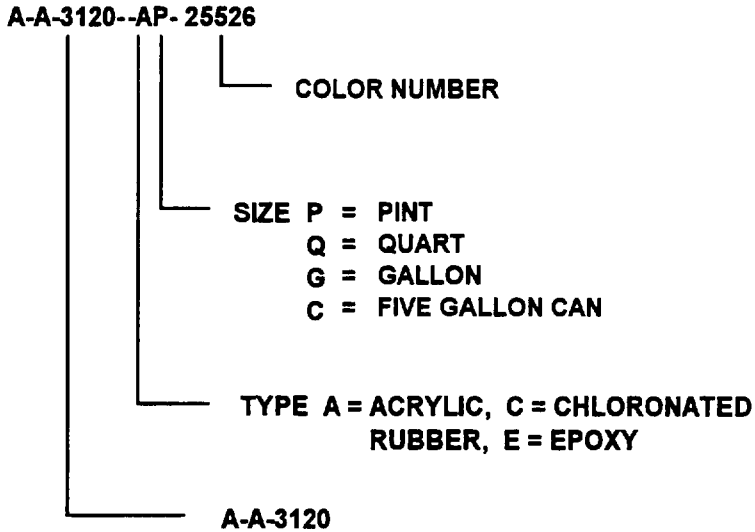 A-A-3120--AP- 25526
COLOR NUMBER
SIZE P = PINT
Q = QUART
G = GALLON
C = FIVE GALLON CAN
TYPE A = ACRYLIC, C = CHLORONATED
RUBBER, E = EPOXY
A-A-3120